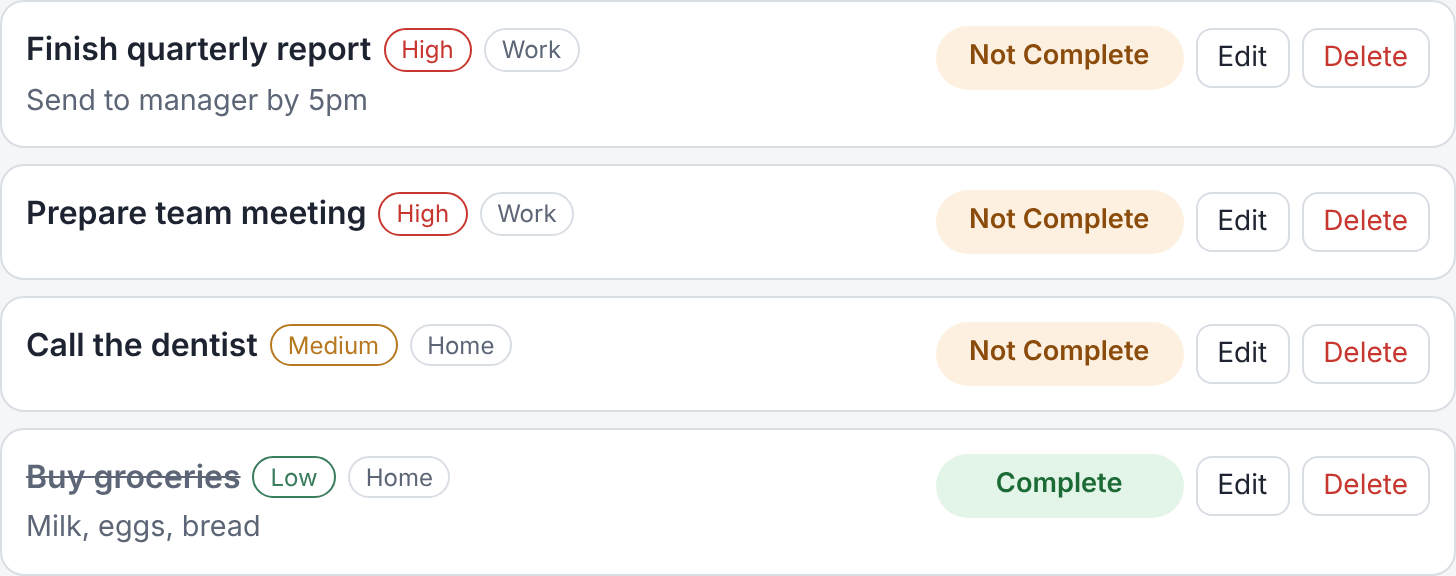 Finish quarterly report High Work Not Complete Edit Delete
Send to manager by 5pm
Prepare team meeting High Work Not Complete Edit Delete
Call the dentist Medium Home Not Complete Edit Delete
Buy groceries Low Home Complete Edit Delete
Milk, eggs, bread